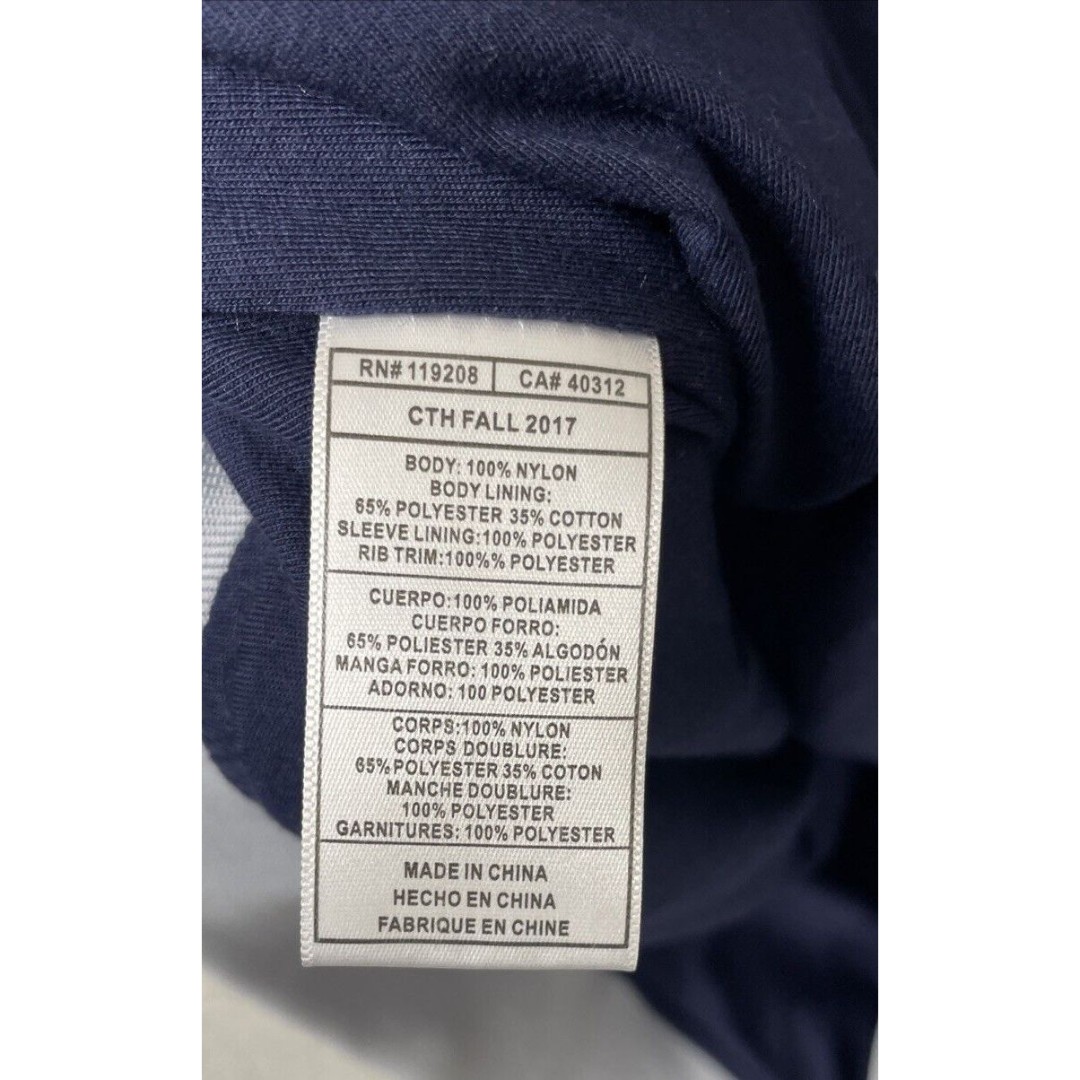 RN# 119208 CA# 40312
CTH FALL 2017
BODY: 100% NYLON
BODY LINING:
65% POLYESTER 35% COTTON
SLEEVE LINING:100% POLYESTER
RIB TRIM:100%% POLYESTER
CUERPO:100% POLIAMIDA
CUERPO FORRO:
65% POLIESTER 35% ALGODÓN
MANGA FORRO: 100% POLIESTER
ADORNO: 100 POLYESTER
CORPS:100% NYLON
CORPS DOUBLURE:
65% POLYESTER 35% COTON
MANCHE DOUBLURE:
100% POLYESTER
GARNITURES: 100% POLYESTER
MADE IN CHINA
HECHO EN CHINA
FABRIQUE EN CHINE